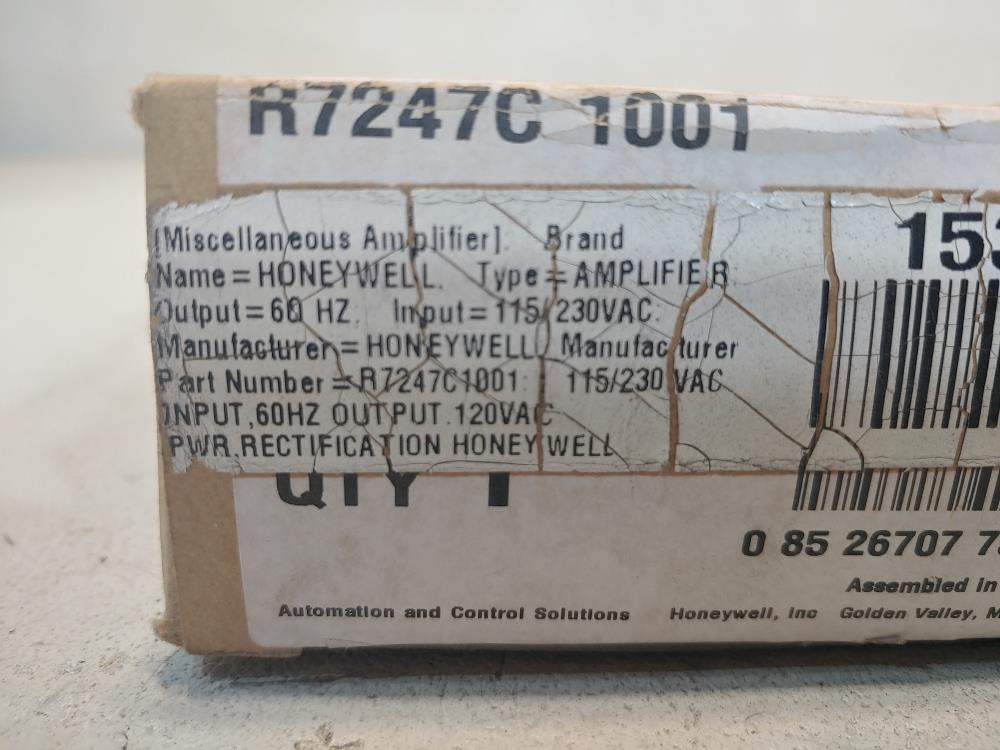 R7247C 1001
[Miscellaneous Amplifier]. Brand
Name = HONEYWELL. Type = AMPLIFIER
Output = 60 HZ. Input = 115/230VAC.
Manufacturer = HONEYWELL. Manufacturer
Part Number = R7247C1001. 115/230 VAC
INPUT,60HZ OUTPUT.120VAC
PWR.RECTIFICATION HONEYWELL
153
QTY 1
0 85 26707 73
Assembled in
Automation and Control Solutions Honeywell, Inc Golden Valley, M